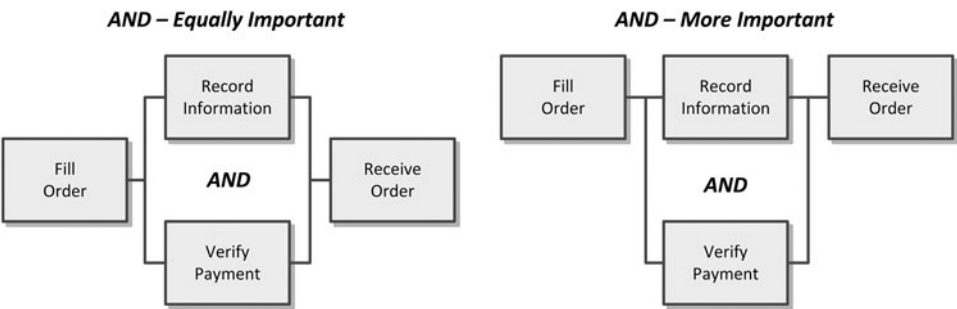 AND – Equally Important
Record
Information
Fill
Order
AND
Receive
Order
Verify
Payment
AND – More Important
Fill
Order
Record
Information
Receive
Order
AND
Verify
Payment